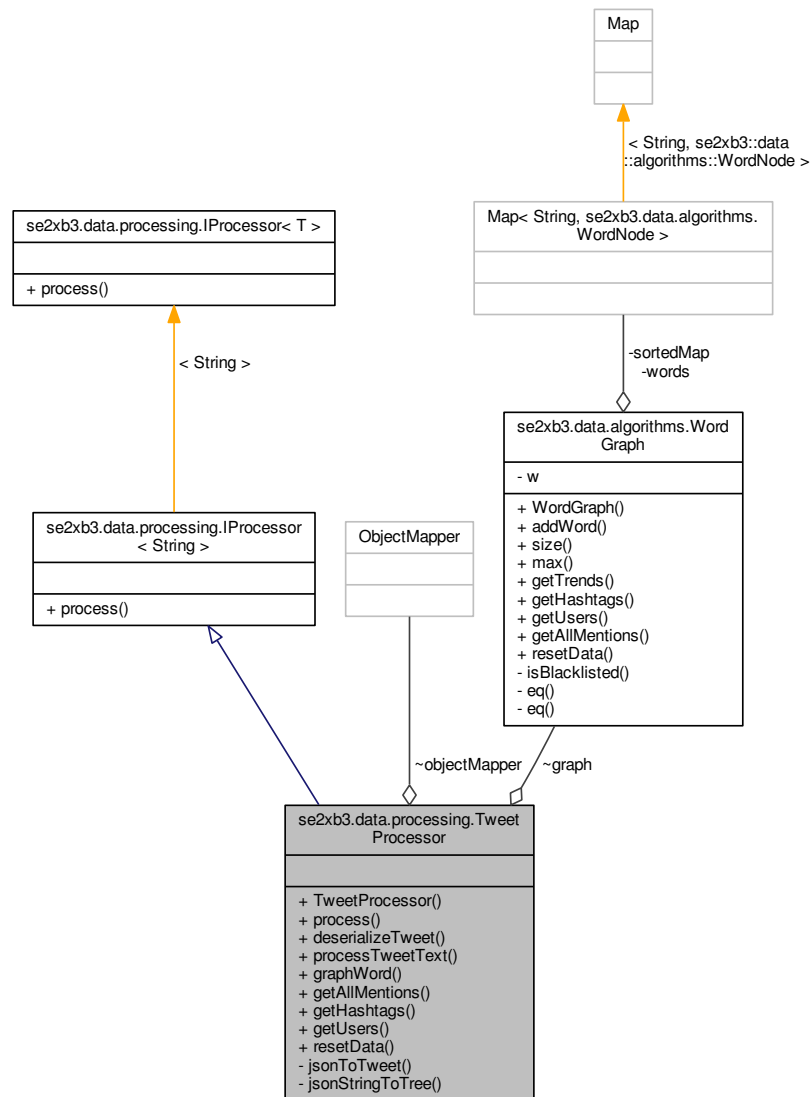 Map
< String, se2xb3::data
::algorithms::WordNode >
se2xb3.data.processing.IProcessor< T >
+ process()
Map< String, se2xb3.data.algorithms.
WordNode >
< String >
-sortedMap
-words
se2xb3.data.algorithms.Word
Graph
- w
+ WordGraph()
+ addWord()
+ size()
+ max()
+ getTrends()
+ getHashtags()
+ getUsers()
+ getAllMentions()
+ resetData()
- isBlacklisted()
- eq()
- eq()
se2xb3.data.processing.IProcessor
< String >
+ process()
ObjectMapper
~objectMapper
~graph
se2xb3.data.processing.Tweet
Processor
+ TweetProcessor()
+ process()
+ deserializeTweet()
+ processTweetText()
+ graphWord()
+ getAllMentions()
+ getHashtags()
+ getUsers()
+ resetData()
- jsonToTweet()
- jsonStringToTree()